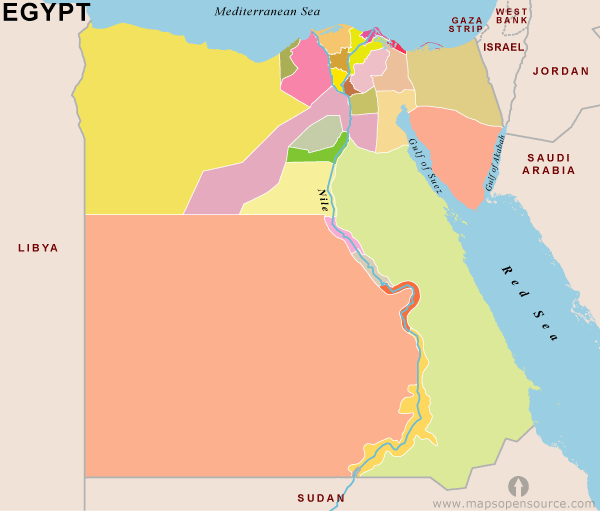 EGYPT
Mediterranean Sea
GAZA
STRIP
WEST
BANK
ISRAEL
JORDAN
SAUDI
ARABIA
Gulf of Suez
Gulf of Akabah
Nile
LIBYA
Red Sea
SUDAN
www.mapsopensource.com